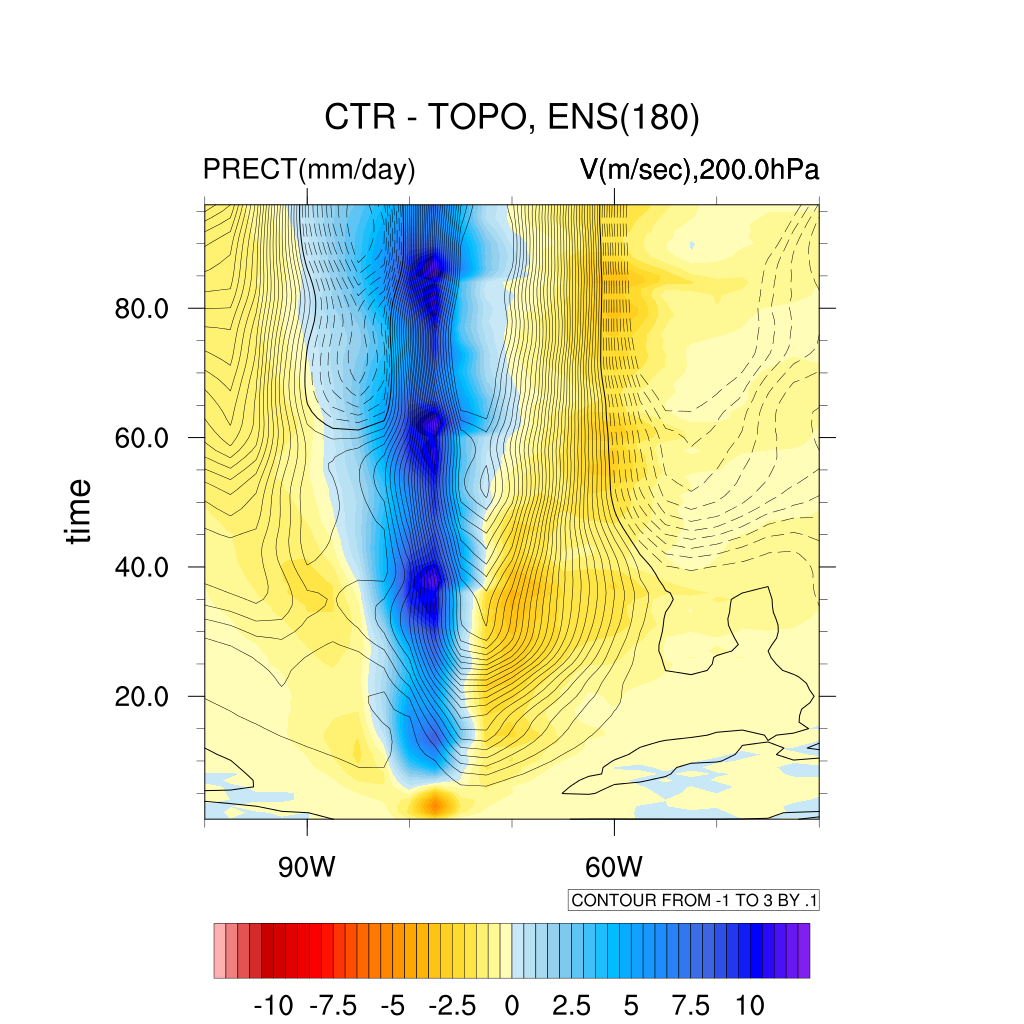 CTR - TOPO, ENS(180)
PRECT(mm/day) V(m/sec),200.0hPa
80.0
60.0
40.0
20.0
time
90W 60W
CONTOUR FROM -1 TO 3 BY .1
-10 -7.5 -5 -2.5 0 2.5 5 7.5 10